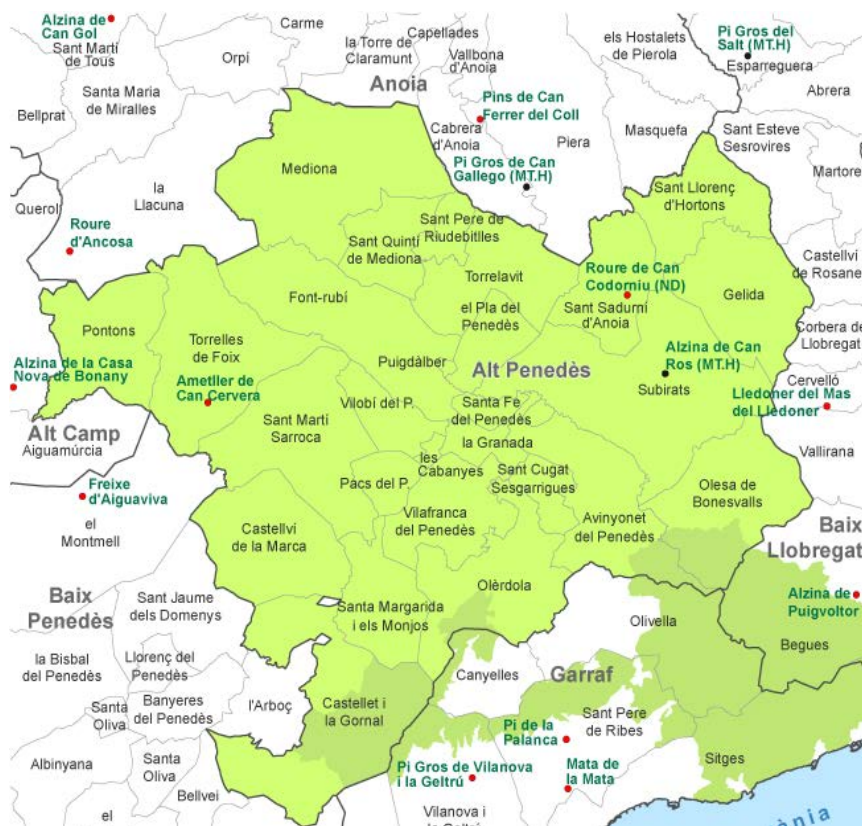 Alzina de
Can Gol
Carme
Capellades
Pi Gros del
Salt (MT.H)
Sant Martí
de Tous
Orpí
la Torre de
Claramunt
Vallbona
d'Anoia
els Hostalets
de Pierola
Esparreguera
Anoia
Abrera
Santa Maria
de Miralles
Bellprat
Pins de Can
Ferrer del Coll
Cabrera
d'Anoia
Piera
Masquefa
Sant Esteve
Sesrovires
Mediona
Pi Gros de Can
Gallego (MT.H)
Martore
la
Llacuna
Querol
Sant Llorenç
d'Hortons
Roure
d'Ancosa
Sant Pere de
Riudebitlles
Sant Quintí
de Mediona
Castellví
de Rosane
Torrelavit
Roure de Can
Codorniu (ND)
Font-rubí
Gelida
el Pla del
Penedès
Sant Sadurní
d'Anoia
Pontons
Torrelles
de Foix
Corbera de
Llobregat
Alzina de Can
Ros (MT.H)
Puigdàlber
Alt Penedès
Alzina de la Casa
Nova de Bonany
Ametller de
Can Cervera
Subirats
Cervelló
Lledoner del Mas
del Lledoner
Vilobí del P.
Santa Fe
del Penedès
Sant Martí
Sarroca
Alt Camp
Aiguamúrcia
la Granada
Vallirana
les
Cabanyes
Sant Cugat
Sesgarrigues
Freixe
d'Aiguaviva
Pacs del P.
Olesa de
Bonesvalls
el
Montmell
Vilafranca
del Penedès
Avinyonet
del Penedès
Castellví
de la Marca
Baix
Llobregat
Olèrdola
Baix
Penedès
Sant Jaume
dels Domenys
Santa Margarida
i els Monjos
Alzina de
Puigvoltor
Olivella
Begues
la Bisbal
del Penedès
Llorenç del
Penedès
Canyelles
Garraf
l'Arboç
Castellet i
la Gornal
Banyeres
del Penedès
Santa
Oliva
Sant Pere
de Ribes
Pi de la
Palanca
Sitges
Albinyana
Santa
Oliva
Pi Gros de Vilanova
i la Geltrú
Mata de
la Mata
Bellvei
el
Vilanova i
la Geltrú